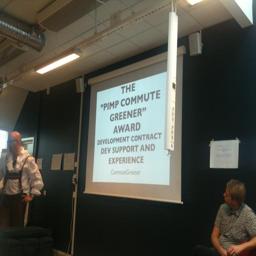 THE
"PIMP COMMUTE
GREENER"
AWARD
DEVELOPMENT CONTRACT
DEV SUPPORT AND
EXPERIENCE
CommuteGreener